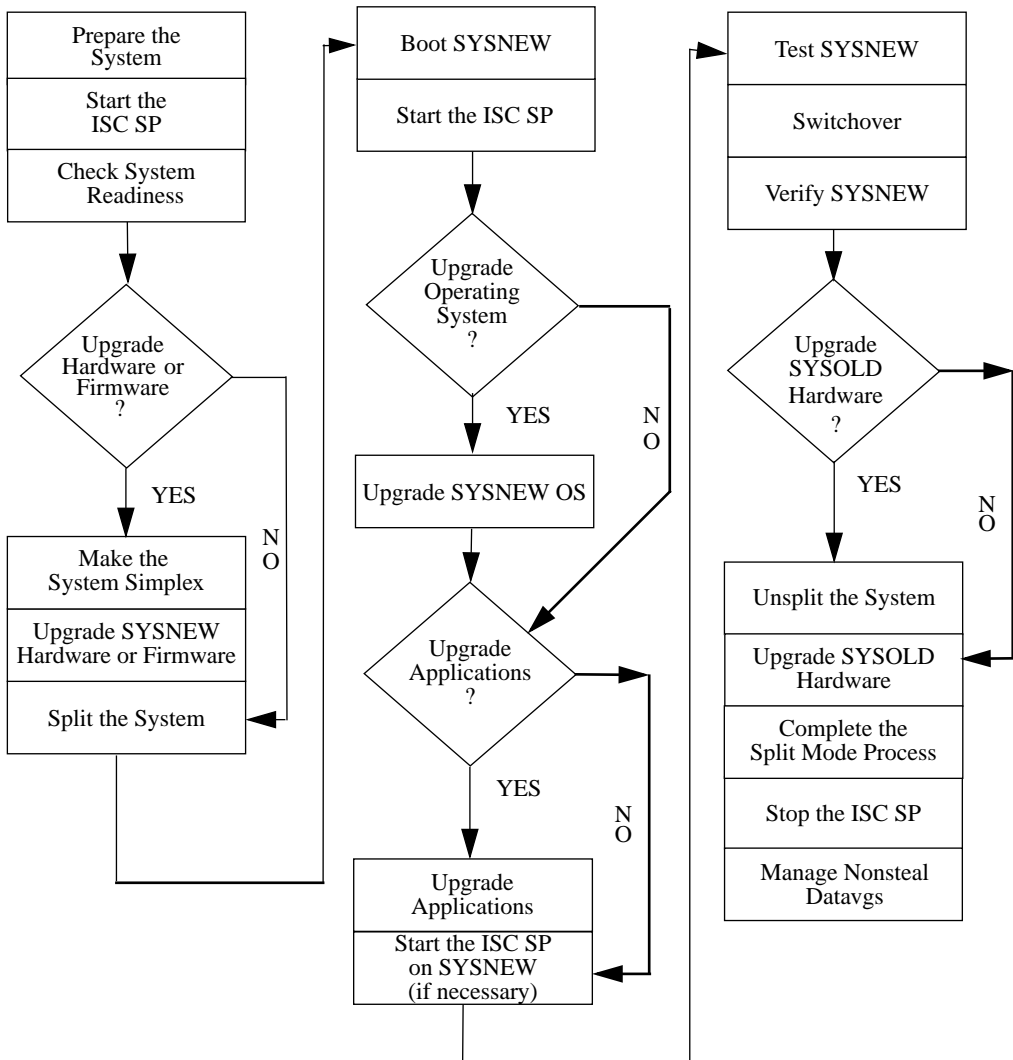 Prepare the
System
Start the
ISC SP
Check System
Readiness
Upgrade
Hardware or
Firmware
?
YES
N
O
Make the
System Simplex
Upgrade SYSNEW
Hardware or Firmware
Split the System
Boot SYSNEW
Start the ISC SP
Upgrade
Operating
System
?
YES
N
O
Upgrade SYSNEW OS
Upgrade
Applications
?
YES
N
O
Upgrade
Applications
Start the ISC SP
on SYSNEW
(if necessary)
Test SYSNEW
Switchover
Verify SYSNEW
Upgrade
SYSOLD
Hardware
?
YES
N
O
Unsplit the System
Upgrade SYSOLD
Hardware
Complete the
Split Mode Process
Stop the ISC SP
Manage Nonsteal
Datavgs